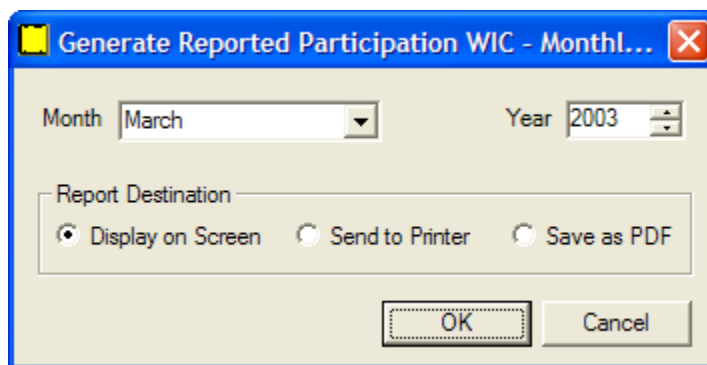 Generate Reported Participation WIC - Monthl...
Month March Year 2003
Report Destination
Display on Screen Send to Printer Save as PDF
OK Cancel